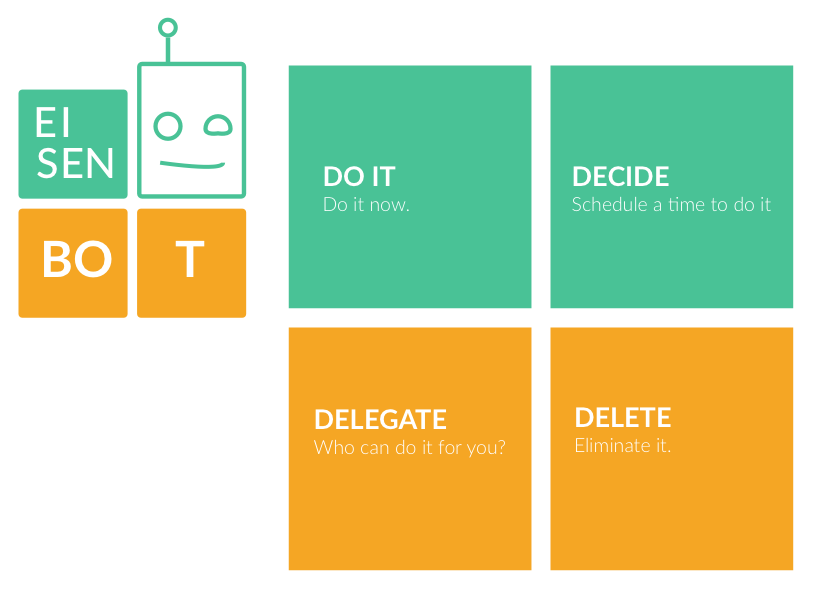 EI
SEN
BO T
DO IT
Do it now.
DECIDE
Schedule a time to do it
DELEGATE
Who can do it for you?
DELETE
Eliminate it.